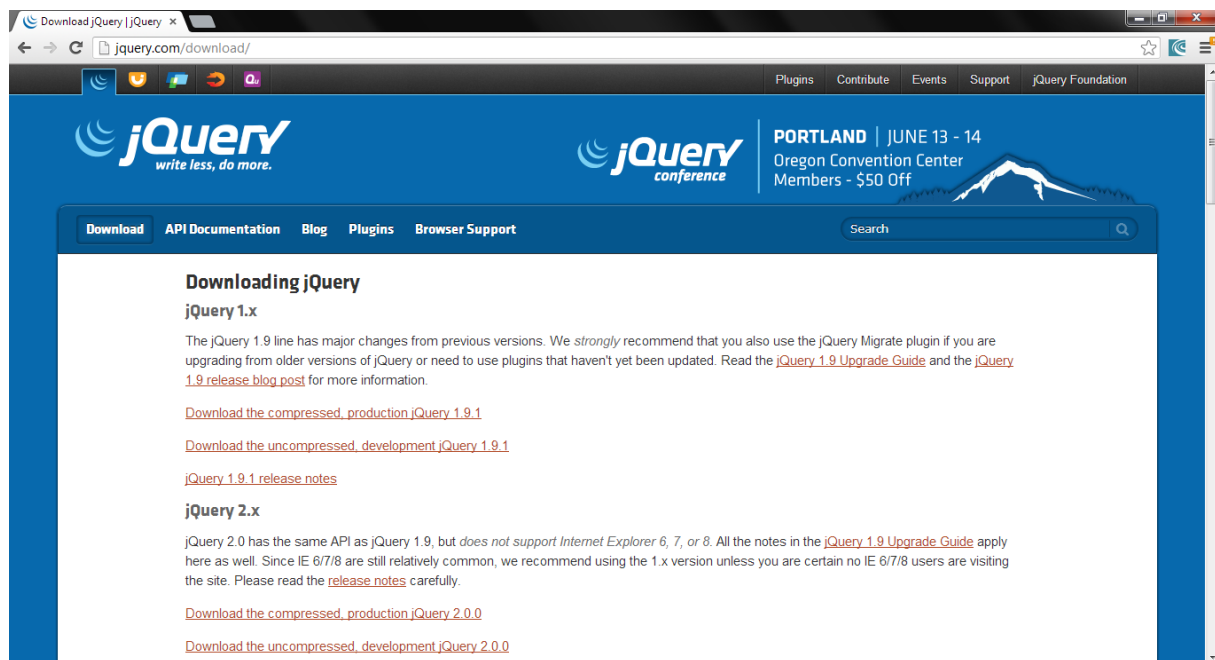 Download jQuery | jQuery
jquery.com/download/
Plugins Contribute Events Support jQuery Foundation
jQuery
write less, do more.
jQuery
conference
PORTLAND | JUNE 13 - 14
Oregon Convention Center
Members - $50 Off
Download API Documentation Blog Plugins Browser Support Search
Downloading jQuery
jQuery 1.x
The jQuery 1.9 line has major changes from previous versions. We strongly recommend that you also use the jQuery Migrate plugin if you are
upgrading from older versions of jQuery or need to use plugins that haven't yet been updated. Read the jQuery 1.9 Upgrade Guide and the jQuery
1.9 release blog post for more information.
Download the compressed, production jQuery 1.9.1
Download the uncompressed, development jQuery 1.9.1
jQuery 1.9.1 release notes
jQuery 2.x
jQuery 2.0 has the same API as jQuery 1.9, but does not support Internet Explorer 6, 7, or 8. All the notes in the jQuery 1.9 Upgrade Guide apply
here as well. Since IE 6/7/8 are still relatively common, we recommend using the 1.x version unless you are certain no IE 6/7/8 users are visiting
the site. Please read the release notes carefully.
Download the compressed, production jQuery 2.0.0
Download the uncompressed, development jQuery 2.0.0